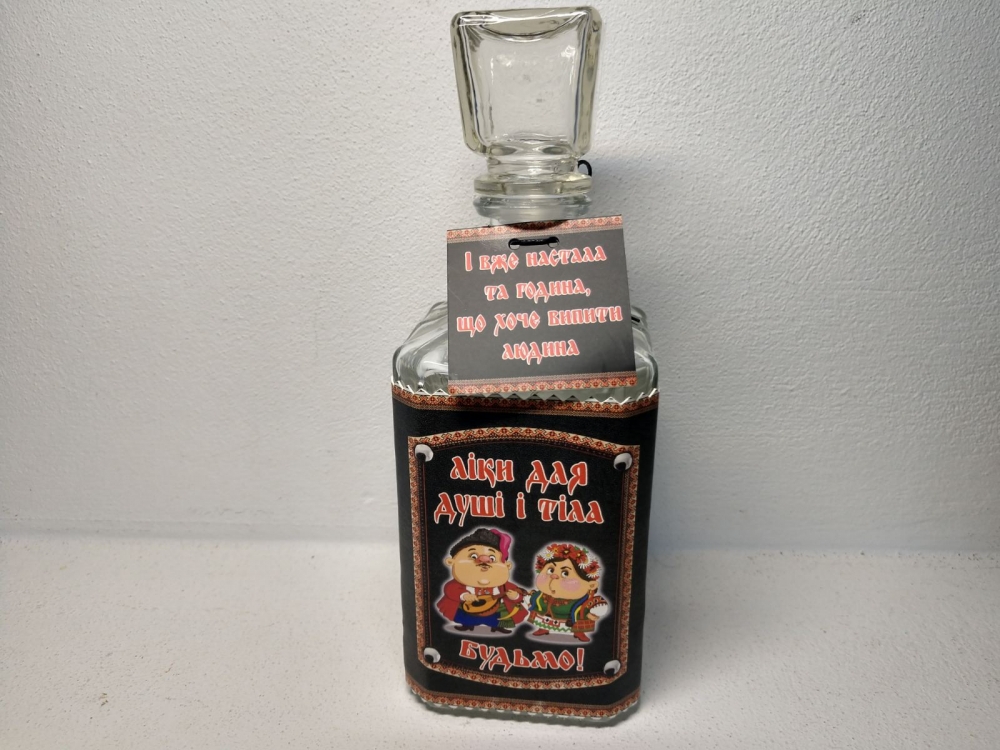 І вже настала
та година,
що хоче випити
людина
ліки для
душі і тіла
Будьмо!